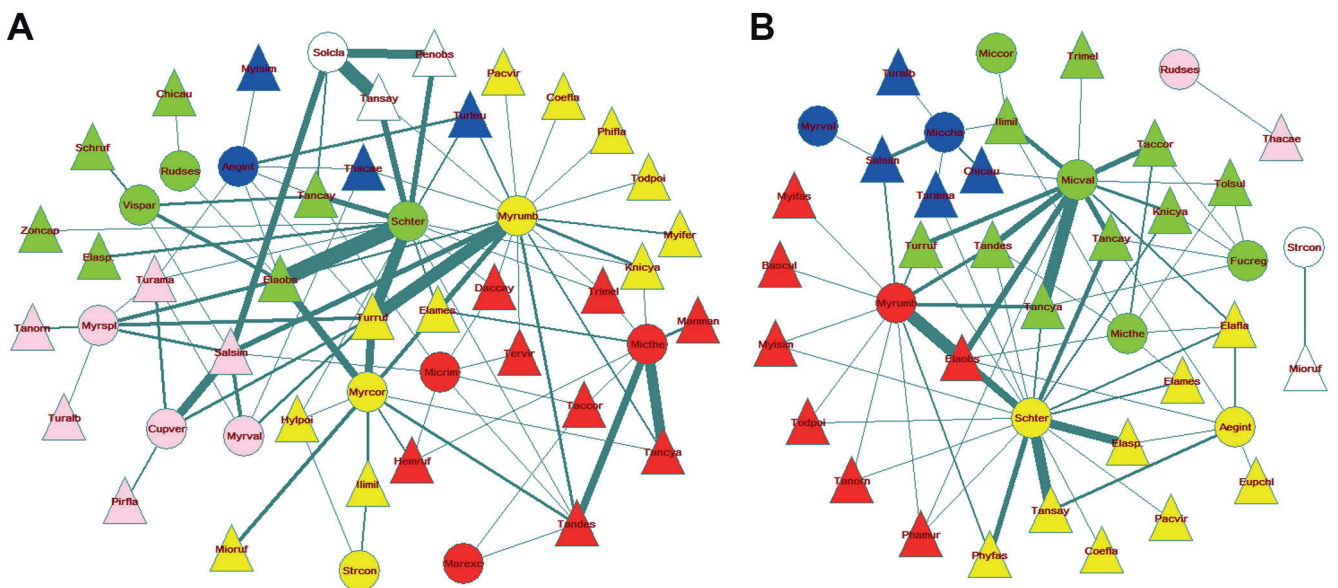 A
B
Solcla
Penobs
Myisim
Pacvir
Chicau
Tansay
Coefla
Turleu
Phifla
Schruf
Rudses
Aegint
Thacae
Todpoi
Vispar
Tancay
Schter
Myrumb
Zoncap
Myifer
Elasp.
Elaobs
Knicya
Turama
Daccay
Trimel
Tanorn
Myrspl
Turruf
Elames
Manman
Salsim
Micthe
Tervir
Micrim
Myrcor
Turalb
Cupver
Myrval
Hylpoi
Taccor
Hemruf
Tancya
Pirfla
Ilimil
Tandes
Mioruf
Strcon
Marexc
Miccor
Trimel
Turalb
Rudses
Myrval
Miccha
Ilimil
Thacae
Salsim
Chicau
Micval
Taccor
Tolsul
Myifas
Turama
Knicya
Turruf
Tandes
Tancay
Strcon
Bascul
Fucreg
Myrumb
Tancya
Micthe
Elafla
Myisim
Elaobs
Mioruf
Elames
Todpoi
Schter
Aegint
Elasp.
Tanorn
Eupchl
Tansay
Pacvir
Phamur
Phyfas
Coefla